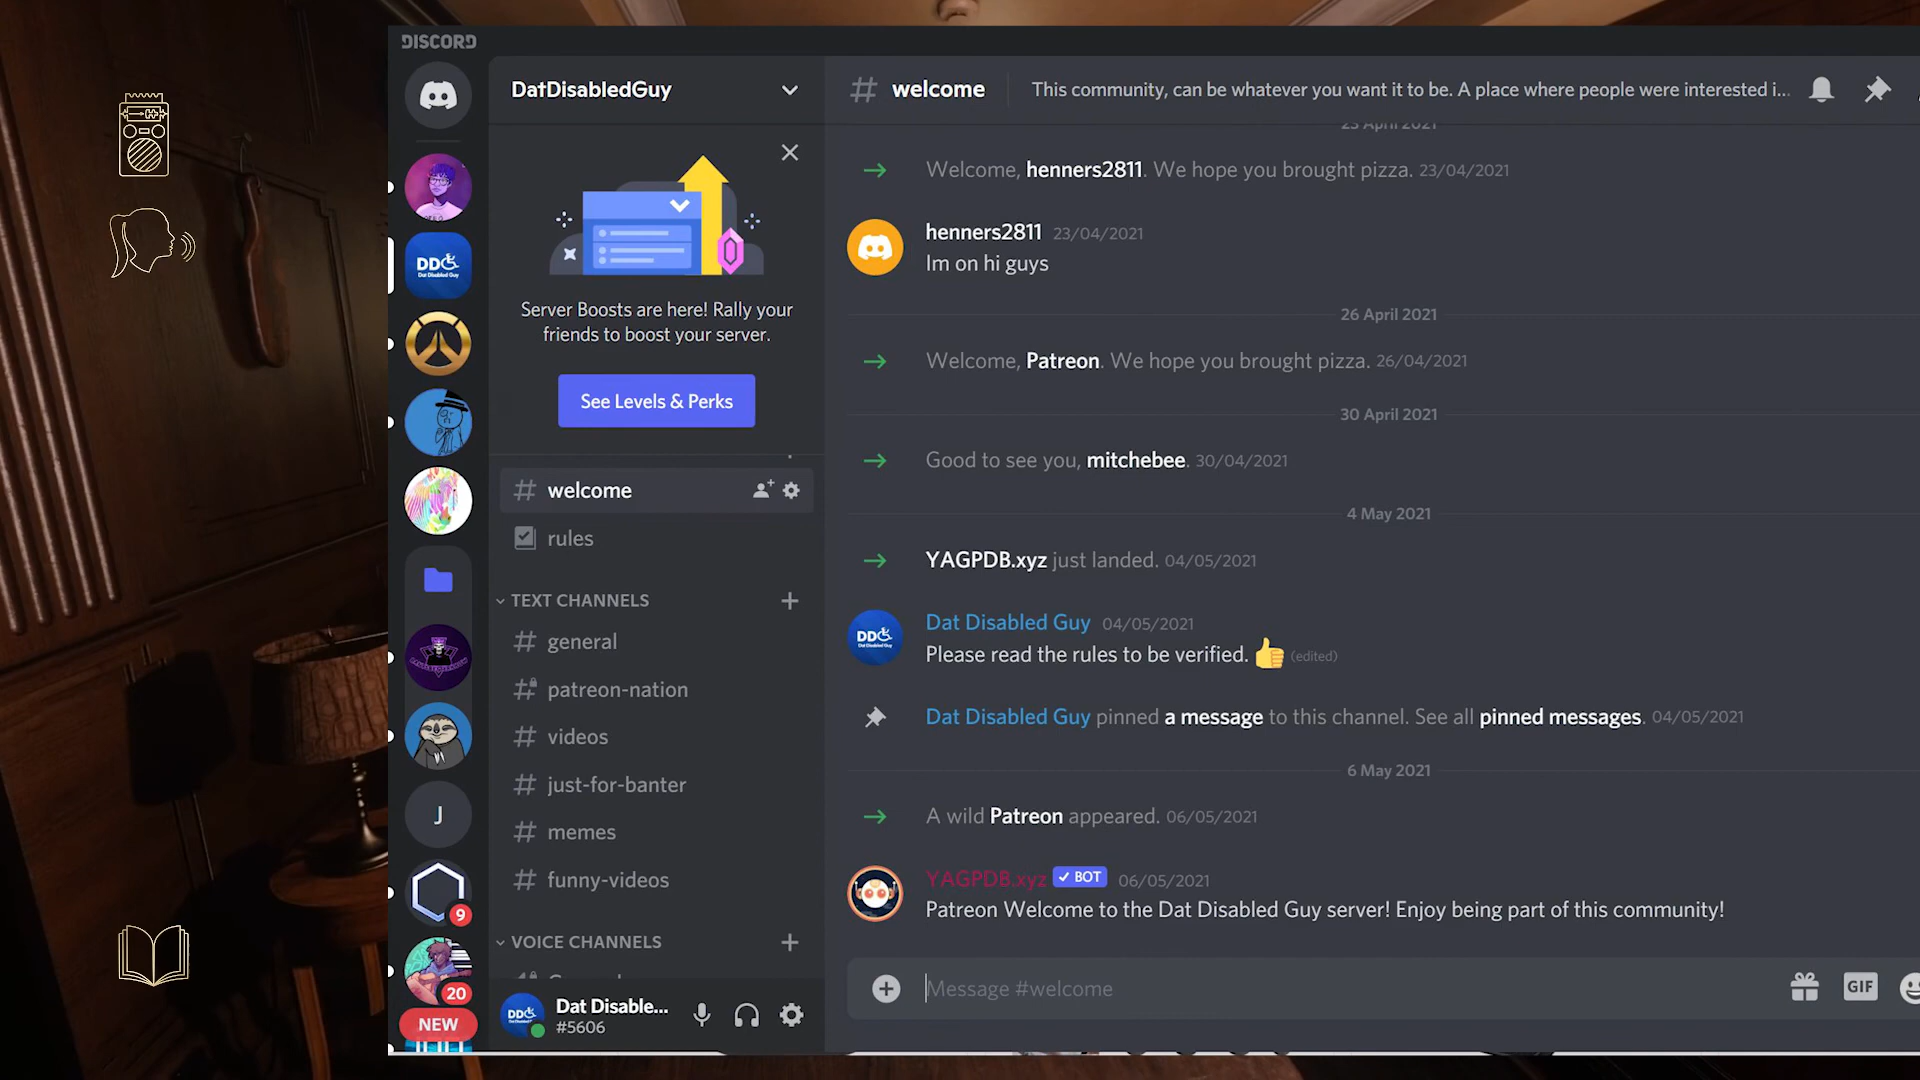 DISCORD
DatDisabledGuy
welcome
This community, can be whatever you want it to be. A place where people were interested i...
Server Boosts are here! Rally your
friends to boost your server.
See Levels & Perks
welcome
rules
TEXT CHANNELS
general
patreon-nation
videos
just-for-banter
memes
funny-videos
VOICE CHANNELS
DDG
Dat Disabled Guy
J
9
20
NEW
Dat Disable...
#5606
23 April 2021
Welcome, henners2811. We hope you brought pizza. 23/04/2021
henners2811 23/04/2021
Im on hi guys
26 April 2021
Welcome, Patreon. We hope you brought pizza. 26/04/2021
30 April 2021
Good to see you, mitchebee. 30/04/2021
4 May 2021
YAGPDB.xyz just landed. 04/05/2021
Dat Disabled Guy 04/05/2021
Please read the rules to be verified. 👍 (edited)
Dat Disabled Guy pinned a message to this channel. See all pinned messages. 04/05/2021
6 May 2021
A wild Patreon appeared. 06/05/2021
YAGPDB.xyz ✓ BOT 06/05/2021
Patreon Welcome to the Dat Disabled Guy server! Enjoy being part of this community!
Message #welcome
GIF